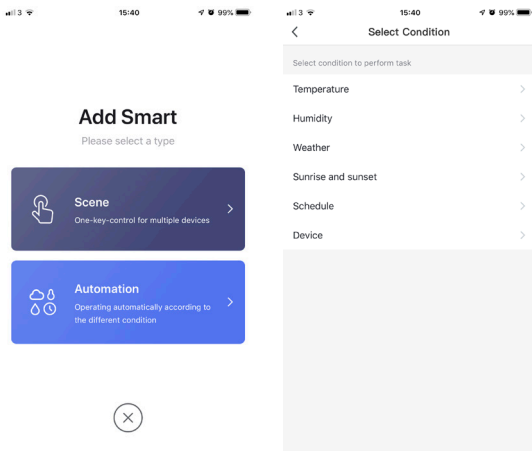 3
15:40
99%
Add Smart
Please select a type
Scene
One-key-control for multiple devices
Automation
Operating automatically according to
the different condition
3
15:40
99%
Select Condition
Select condition to perform task
Temperature
Humidity
Weather
Sunrise and sunset
Schedule
Device